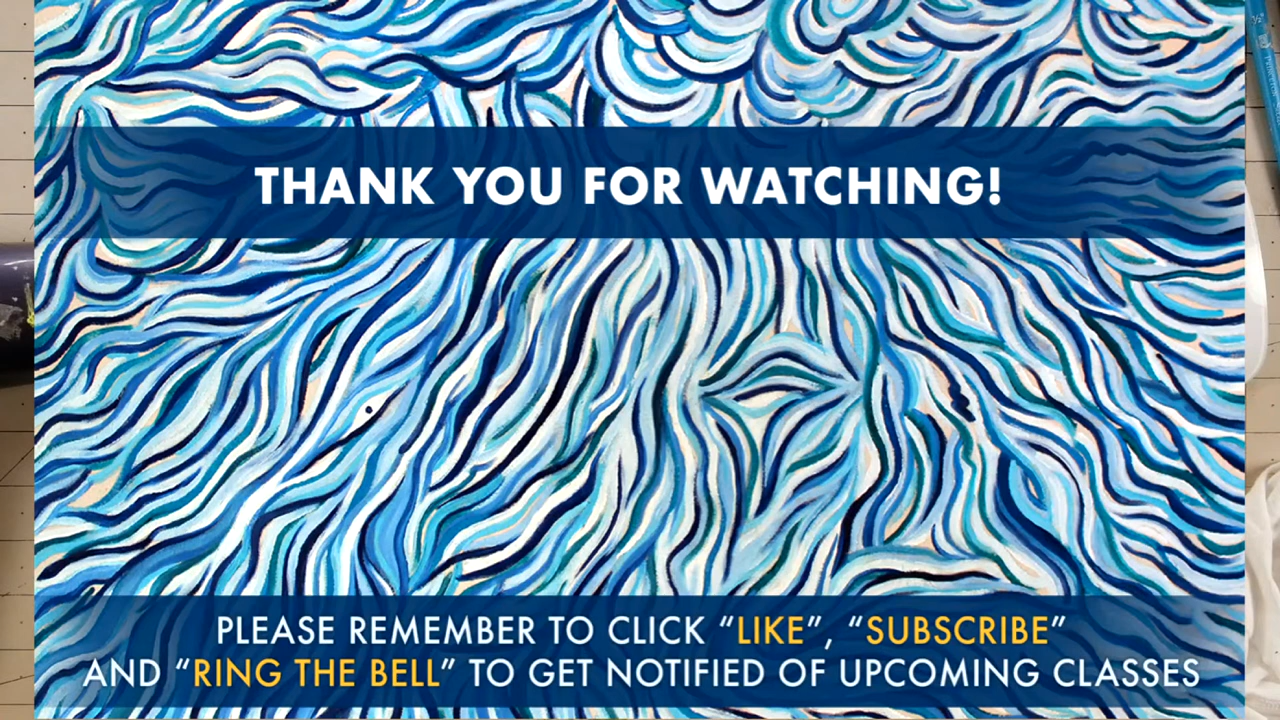 THANK YOU FOR WATCHING!
PLEASE REMEMBER TO CLICK “LIKE”, “SUBSCRIBE”
AND “RING THE BELL” TO GET NOTIFIED OF UPCOMING CLASSES